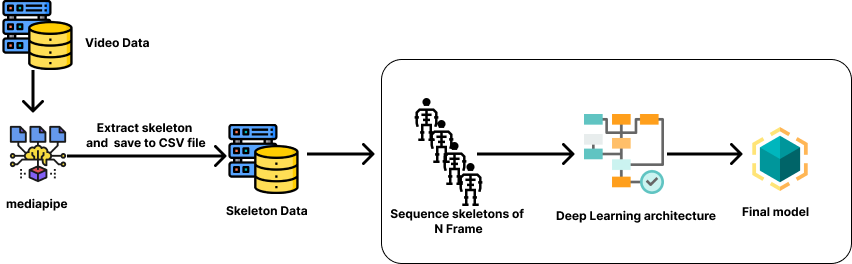 Video Data
Extract skeleton
and save to CSV file
mediapipe
Skeleton Data
Sequence skeletons of
N Frame
Deep Learning architecture
Final model